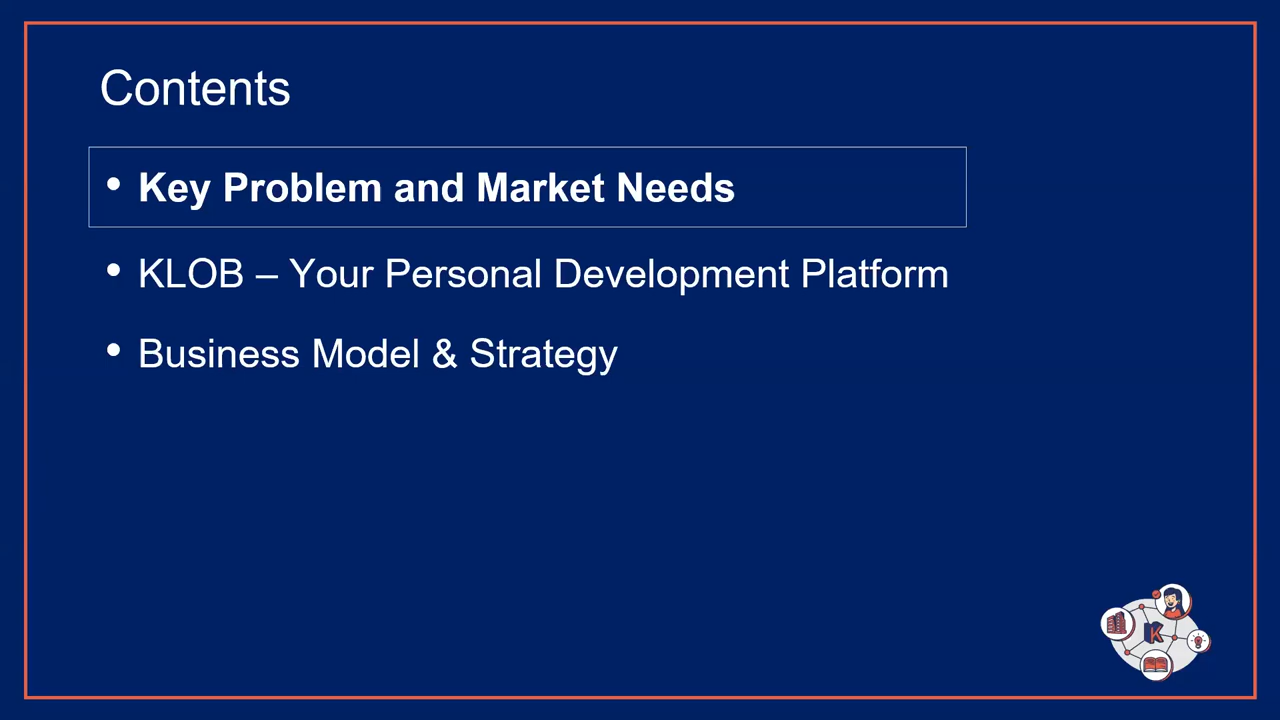 Contents
• Key Problem and Market Needs
• KLOB – Your Personal Development Platform
• Business Model & Strategy
K